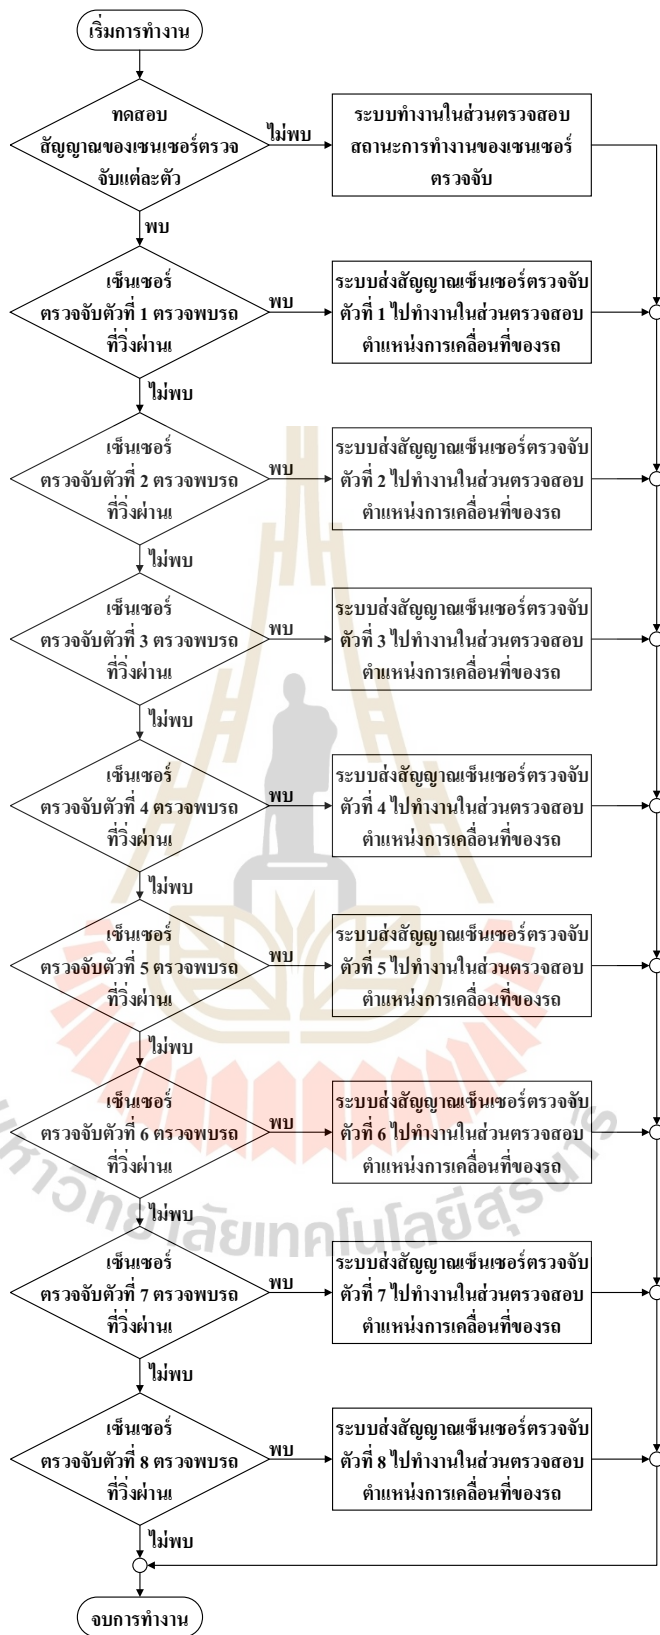 เริ่มการทำงาน
ทดสอบ
สัญญาณของเซนเซอร์ตรวจ
จับแต่ละตัว
ไม่พบ
ระบบทำงานในส่วนตรวจสอบ
สถานะการทำงานของเซนเซอร์
ตรวจจับ
พบ
เซ็นเซอร์
ตรวจจับตัวที่ 1 ตรวจพบรถ
ที่วิ่งผ่านเ
พบ
ระบบส่งสัญญาณเซ็นเซอร์ตรวจจับ
ตัวที่ 1 ไปทำงานในส่วนตรวจสอบ
ตำแหน่งการเคลื่อนที่ของรถ
ไม่พบ
เซ็นเซอร์
ตรวจจับตัวที่ 2 ตรวจพบรถ
ที่วิ่งผ่านเ
พบ
ระบบส่งสัญญาณเซ็นเซอร์ตรวจจับ
ตัวที่ 2 ไปทำงานในส่วนตรวจสอบ
ตำแหน่งการเคลื่อนที่ของรถ
ไม่พบ
เซ็นเซอร์
ตรวจจับตัวที่ 3 ตรวจพบรถ
ที่วิ่งผ่านเ
พบ
ระบบส่งสัญญาณเซ็นเซอร์ตรวจจับ
ตัวที่ 3 ไปทำงานในส่วนตรวจสอบ
ตำแหน่งการเคลื่อนที่ของรถ
ไม่พบ
เซ็นเซอร์
ตรวจจับตัวที่ 4 ตรวจพบรถ
ที่วิ่งผ่านเ
พบ
ระบบส่งสัญญาณเซ็นเซอร์ตรวจจับ
ตัวที่ 4 ไปทำงานในส่วนตรวจสอบ
ตำแหน่งการเคลื่อนที่ของรถ
ไม่พบ
เซ็นเซอร์
ตรวจจับตัวที่ 5 ตรวจพบรถ
ที่วิ่งผ่านเ
พบ
ระบบส่งสัญญาณเซ็นเซอร์ตรวจจับ
ตัวที่ 5 ไปทำงานในส่วนตรวจสอบ
ตำแหน่งการเคลื่อนที่ของรถ
ไม่พบ
เซ็นเซอร์
ตรวจจับตัวที่ 6 ตรวจพบรถ
ที่วิ่งผ่านเ
พบ
ระบบส่งสัญญาณเซ็นเซอร์ตรวจจับ
ตัวที่ 6 ไปทำงานในส่วนตรวจสอบ
ตำแหน่งการเคลื่อนที่ของรถ
ไม่พบ
มหาวิทยาลัยเทคโนโลยีสุรนารี
เซ็นเซอร์
ตรวจจับตัวที่ 7 ตรวจพบรถ
ที่วิ่งผ่านเ
พบ
ระบบส่งสัญญาณเซ็นเซอร์ตรวจจับ
ตัวที่ 7 ไปทำงานในส่วนตรวจสอบ
ตำแหน่งการเคลื่อนที่ของรถ
ไม่พบ
เซ็นเซอร์
ตรวจจับตัวที่ 8 ตรวจพบรถ
ที่วิ่งผ่านเ
พบ
ระบบส่งสัญญาณเซ็นเซอร์ตรวจจับ
ตัวที่ 8 ไปทำงานในส่วนตรวจสอบ
ตำแหน่งการเคลื่อนที่ของรถ
ไม่พบ
จบการทำงาน